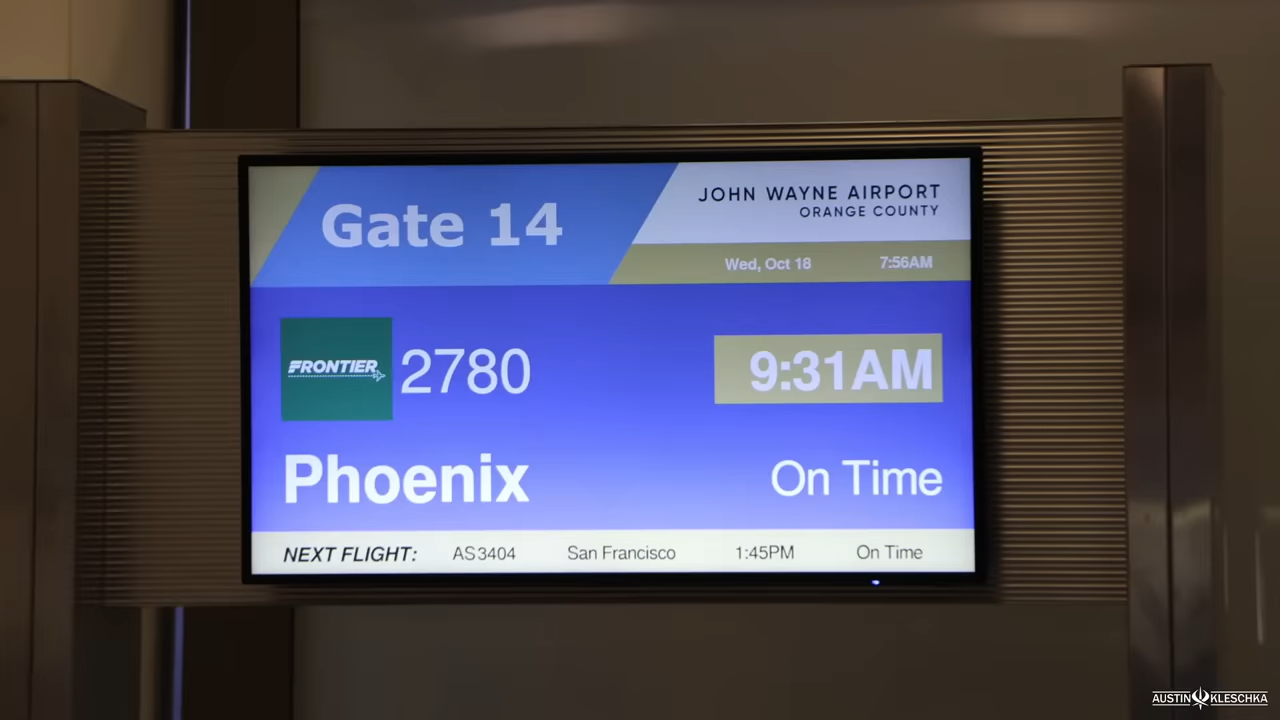 Gate 14
JOHN WAYNE AIRPORT
ORANGE COUNTY
Wed, Oct 18 7:56AM
FRONTIER 2780 9:31AM
Phoenix On Time
NEXT FLIGHT: AS3404 San Francisco 1:45PM On Time
AUSTIN KLESCHKA